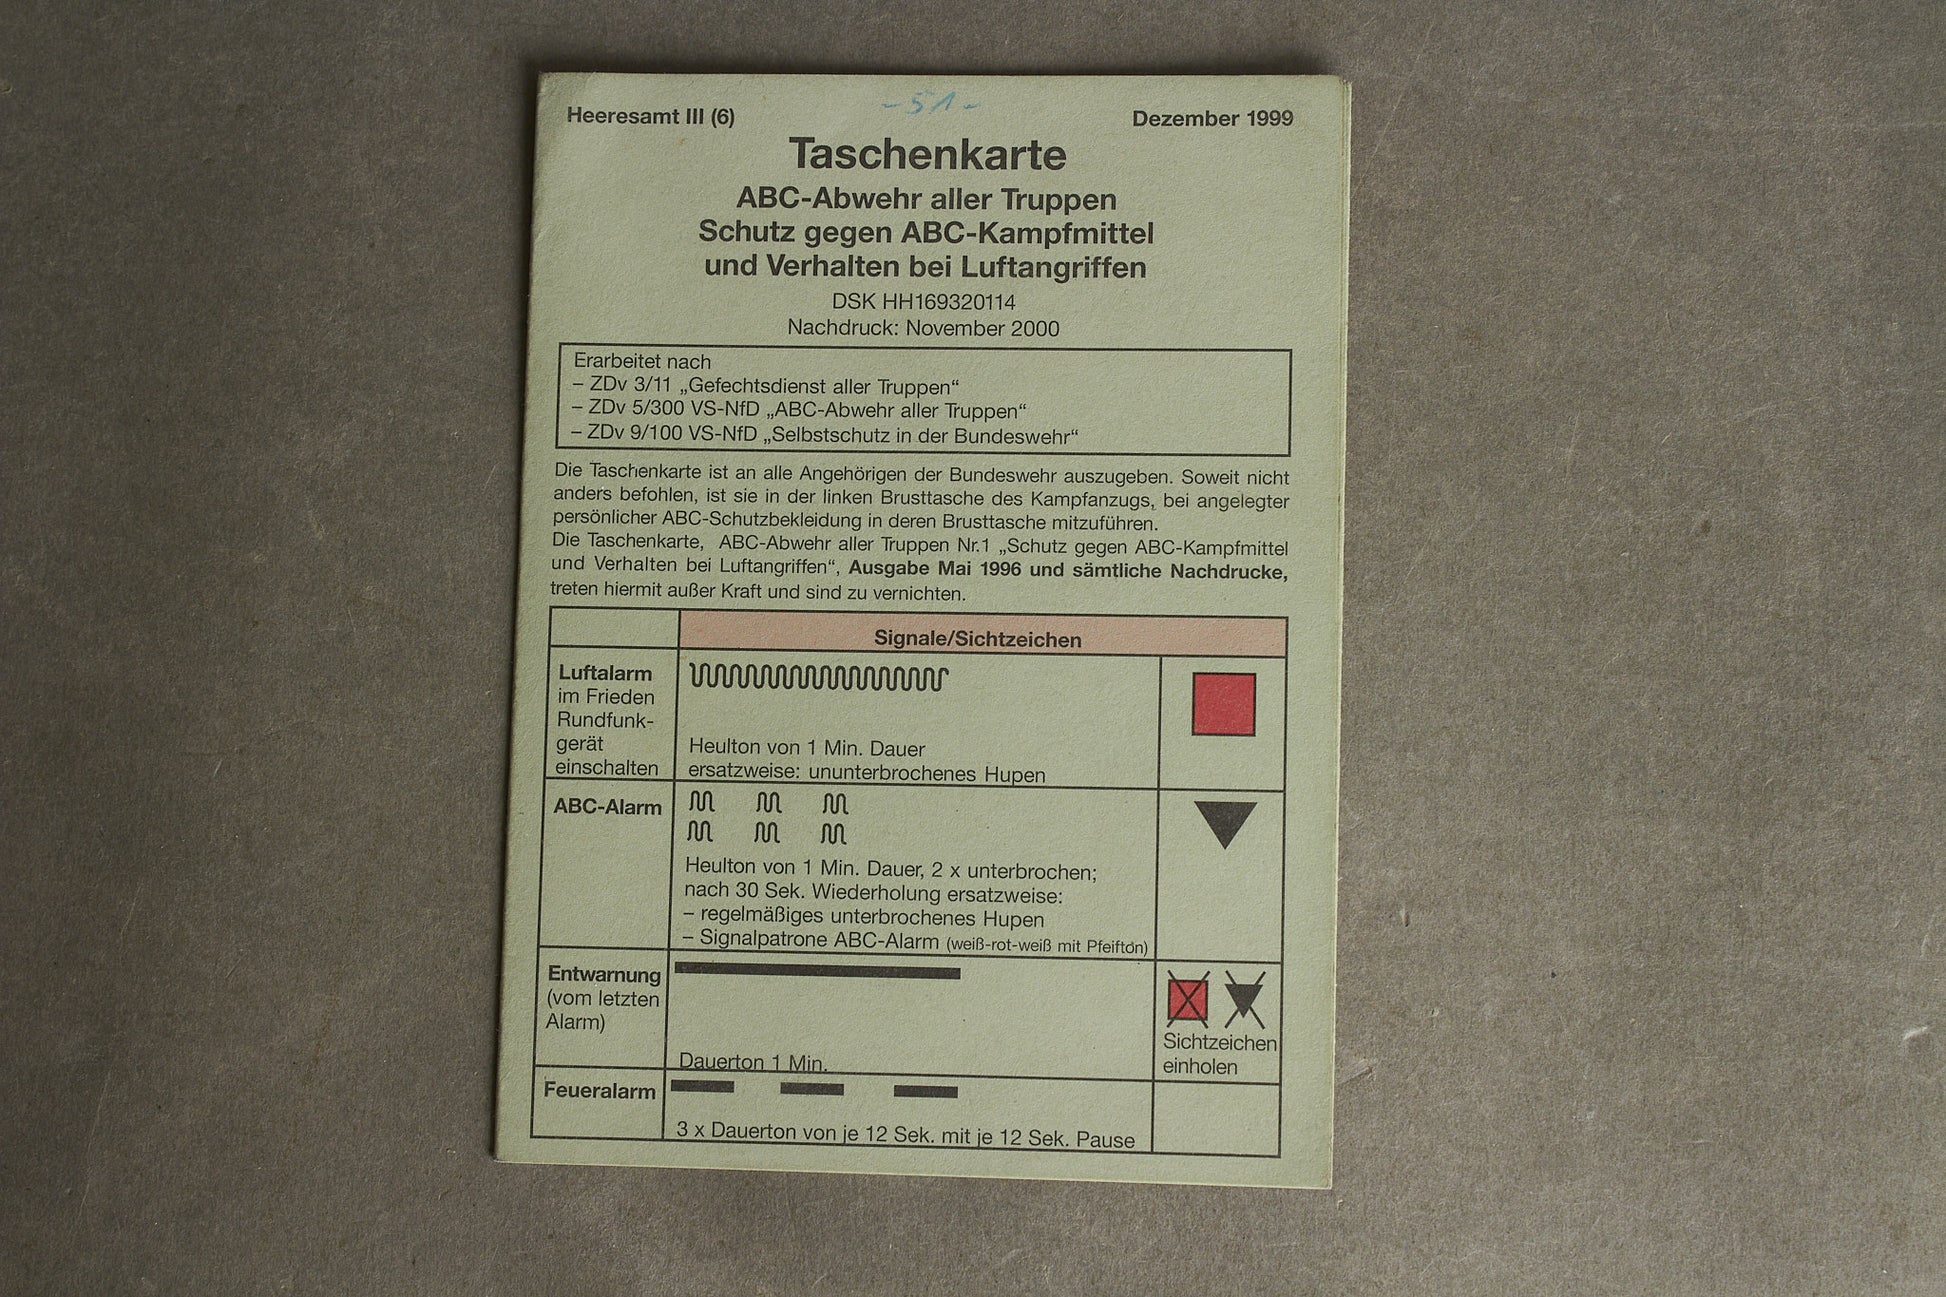 - 51 -
Heeresamt III (6)
Dezember 1999
Taschenkarte
ABC-Abwehr aller Truppen
Schutz gegen ABC-Kampfmittel
und Verhalten bei Luftangriffen
DSK HH169320114
Nachdruck: November 2000
Erarbeitet nach
– ZDv 3/11 „Gefechtsdienst aller Truppen“
– ZDv 5/300 VS-NfD „ABC-Abwehr aller Truppen“
– ZDv 9/100 VS-NfD „Selbstschutz in der Bundeswehr“
Die Taschenkarte ist an alle Angehörigen der Bundeswehr auszugeben. Soweit nicht
anders befohlen, ist sie in der linken Brusttasche des Kampfanzugs, bei angelegter
persönlicher ABC-Schutzbekleidung in deren Brusttasche mitzuführen.
Die Taschenkarte, ABC-Abwehr aller Truppen Nr.1 „Schutz gegen ABC-Kampfmittel
und Verhalten bei Luftangriffen“, Ausgabe Mai 1996 und sämtliche Nachdrucke,
treten hiermit außer Kraft und sind zu vernichten.
Signale/Sichtzeichen
Luftalarm
im Frieden
Rundfunk-
gerät
einschalten
Heulton von 1 Min. Dauer
ersatzweise: ununterbrochenes Hupen
ABC-Alarm
Heulton von 1 Min. Dauer, 2 x unterbrochen;
nach 30 Sek. Wiederholung ersatzweise:
– regelmäßiges unterbrochenes Hupen
– Signalpatrone ABC-Alarm (weiß-rot-weiß mit Pfeifton)
Entwarnung
(vom letzten
Alarm)
Dauerton 1 Min.
Sichtzeichen
einholen
Feueralarm
3 x Dauerton von je 12 Sek. mit je 12 Sek. Pause